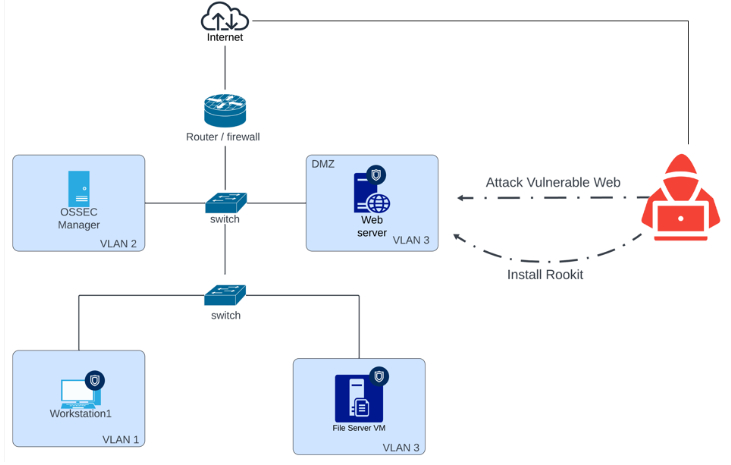 Internet
Router / firewall
DMZ
OSSEC
Manager
VLAN 2
switch
Web
server
VLAN 3
Attack Vulnerable Web
Install Rookit
switch
Workstation1
VLAN 1
File Server VM
VLAN 3